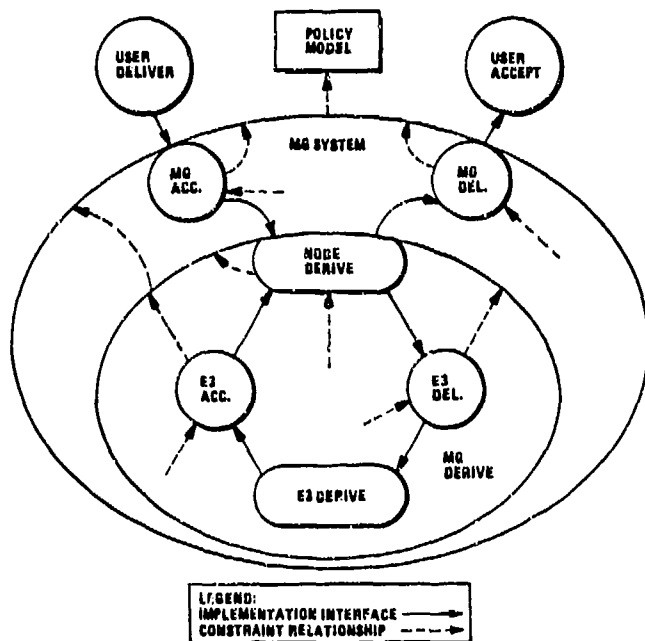 USER
DELIVER
POLICY
MODEL
USER
ACCEPT
MG SYSTEM
MG
ACC.
MG
DEL.
NODE
DERIVE
E3
ACC.
E3
DEL.
MG
DERIVE
E3 DERIVE
LEGEND:
IMPLEMENTATION INTERFACE
CONSTRAINT RELATIONSHIP